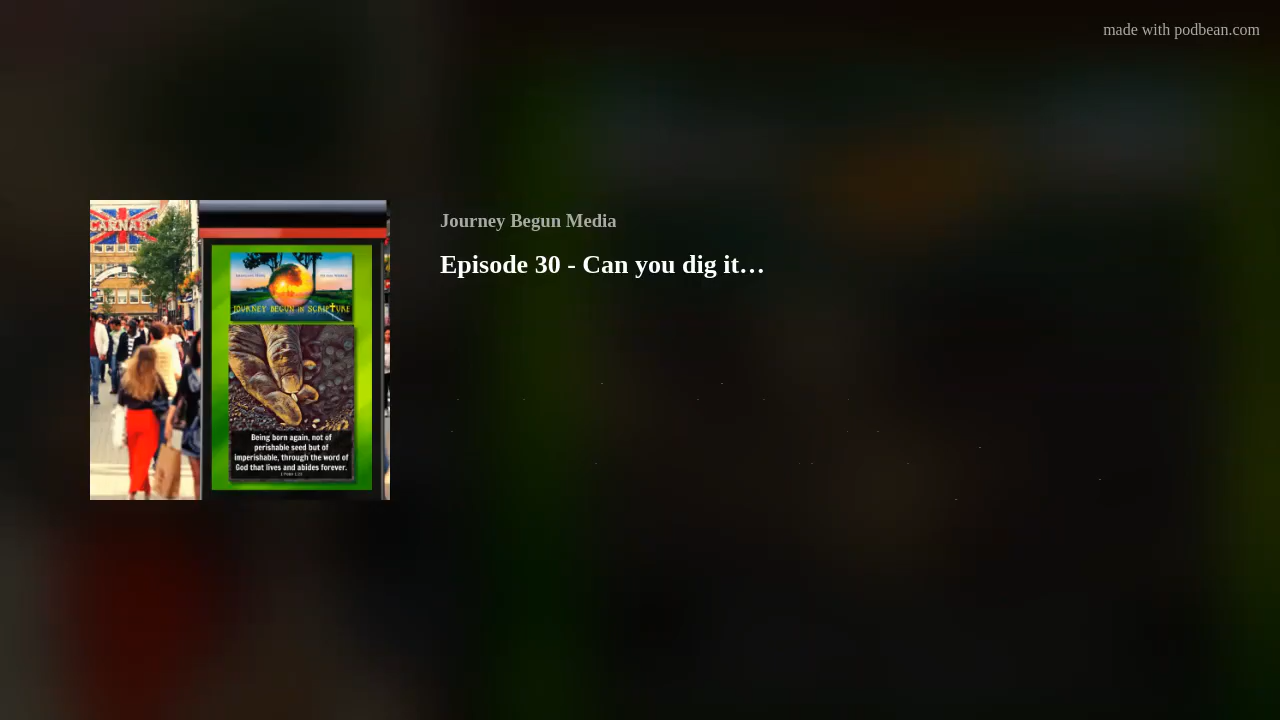 made with podbean.com
Journey Begun Media
Episode 30 - Can you dig it…
CARNABY
JOURNEY BEGUN IN SCRIPTURE
Being born again, not of
perishable seed but of
imperishable, through the word of
God that lives and abides forever.